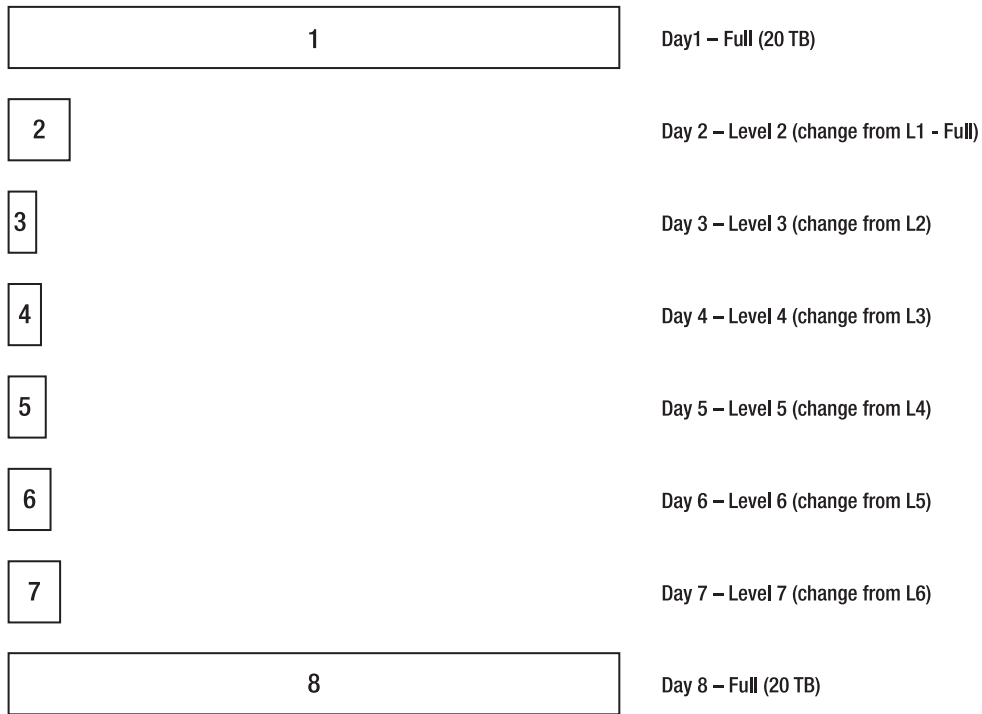 1 Day1 – Full (20 TB)
2 Day 2 – Level 2 (change from L1 - Full)
3 Day 3 – Level 3 (change from L2)
4 Day 4 – Level 4 (change from L3)
5 Day 5 – Level 5 (change from L4)
6 Day 6 – Level 6 (change from L5)
7 Day 7 – Level 7 (change from L6)
8 Day 8 – Full (20 TB)